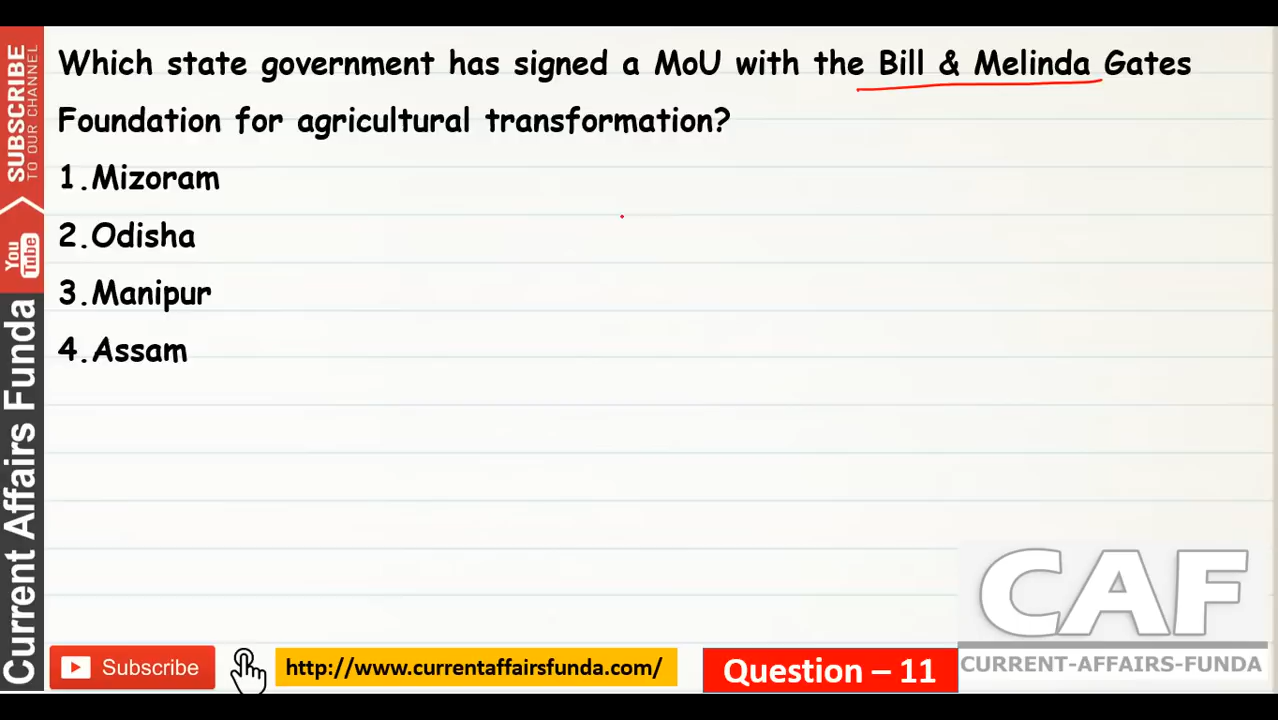 Which state government has signed a MoU with the Bill & Melinda Gates
Foundation for agricultural transformation?
1.Mizoram
2.Odisha
3.Manipur
4.Assam
SUBSCRIBE
TO OUR CHANNEL
You
Tube
Current Affairs Funda
CAF
CURRENT-AFFAIRS-FUNDA
Subscribe
http://www.currentaffairsfunda.com/
Question – 11